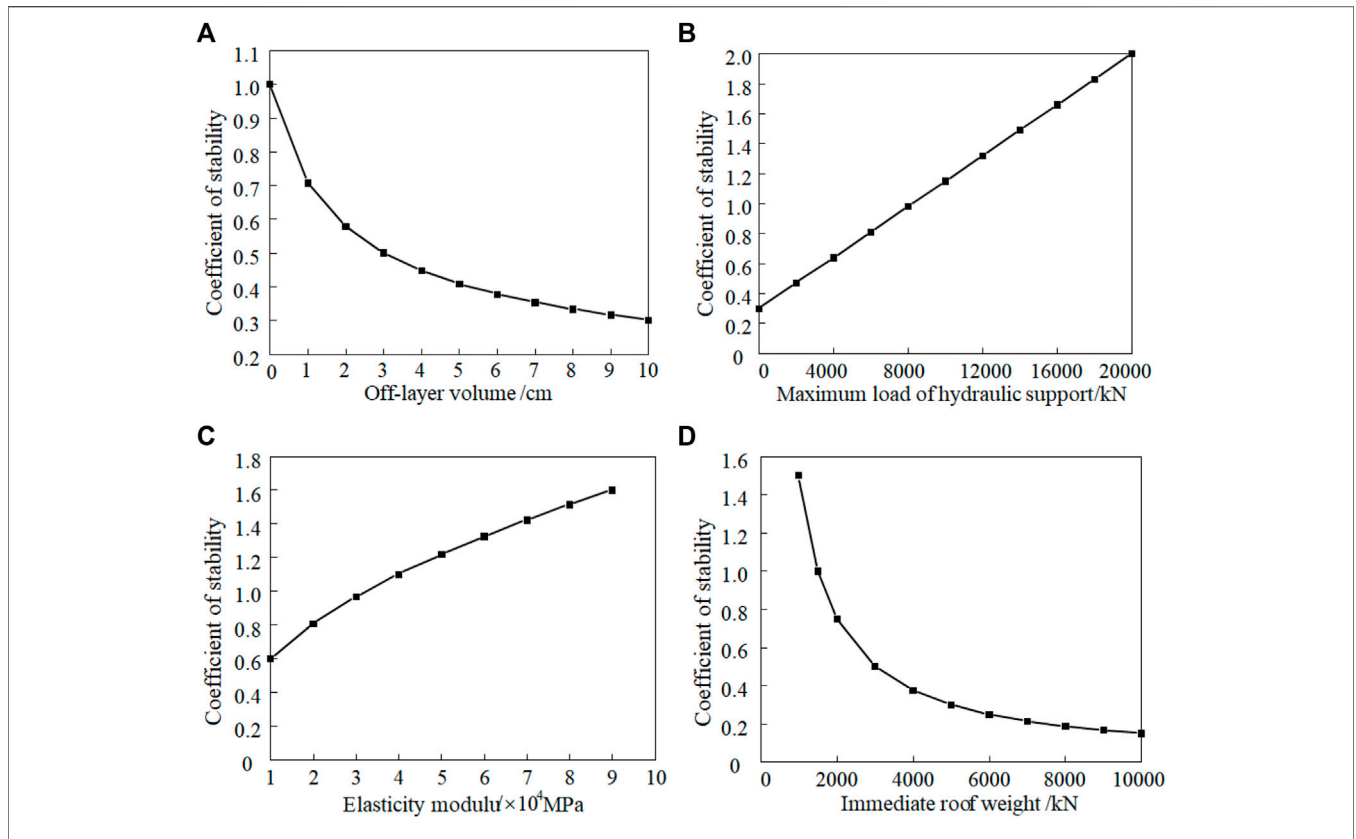 A
Coefficient of stability
1.1
1.0
0.9
0.8
0.7
0.6
0.5
0.4
0.3
0.2
0 1 2 3 4 5 6 7 8 9 10
Off-layer volume /cm
B
Coefficient of stability
2.0
1.8
1.6
1.4
1.2
1.0
0.8
0.6
0.4
0.2
0
0 4000 8000 12000 16000 20000
Maximum load of hydraulic support/kN
C
Coefficient of stability
1.8
1.6
1.4
1.2
1.0
0.8
0.6
0.4
0.2
0
1 2 3 4 5 6 7 8 9 10
Elasticity modulu/×10⁴MPa
D
Coefficient of stability
1.6
1.4
1.2
1.0
0.8
0.6
0.4
0.2
0
0 2000 4000 6000 8000 10000
Immediate roof weight /kN